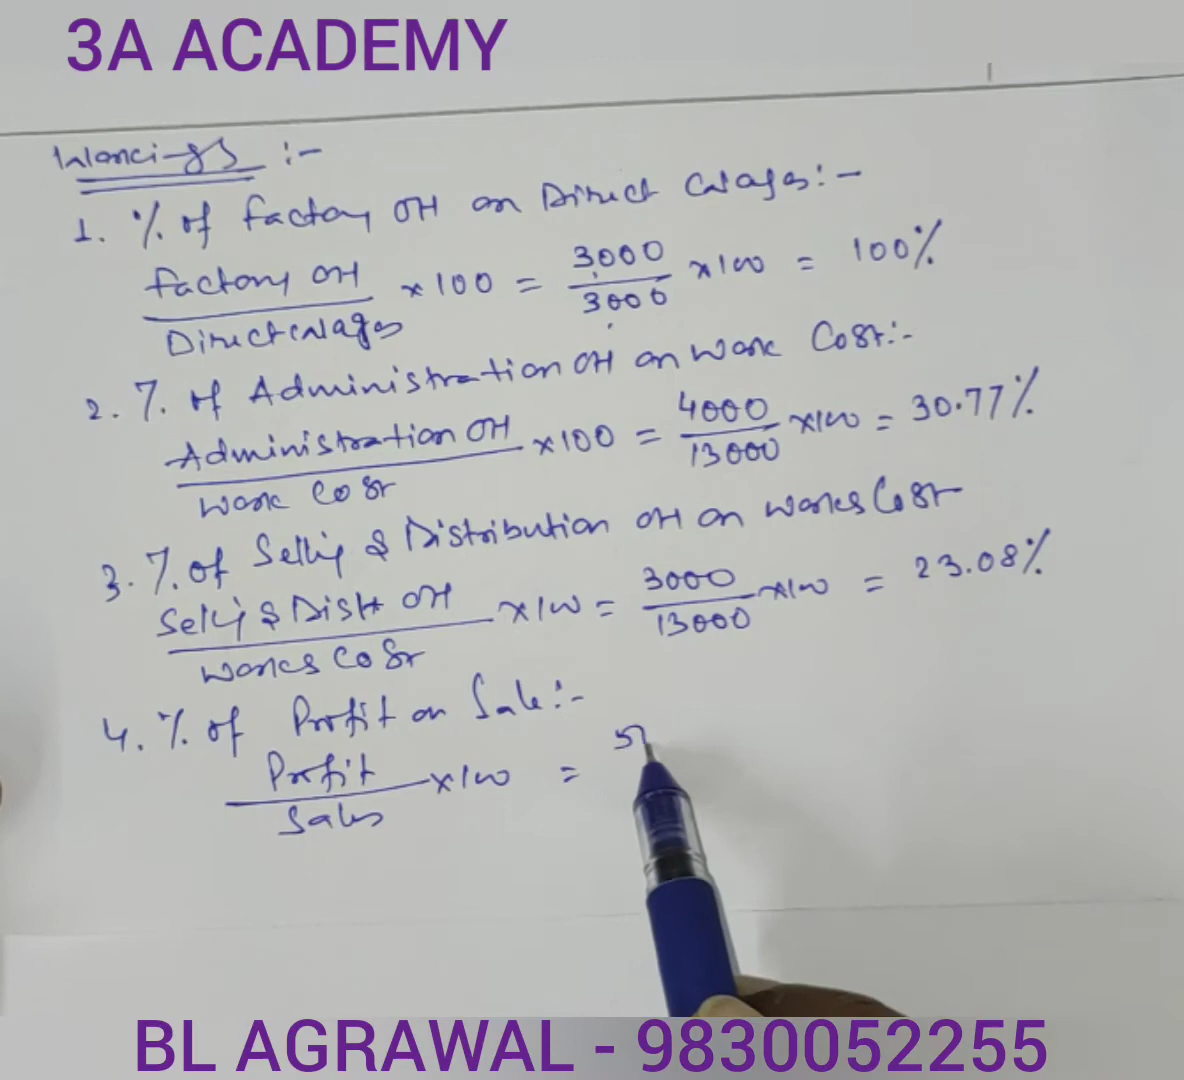 3A ACADEMY
Workings :-
1. % of factory OH on Direct Wages :-
Factory OH / Direct Wages × 100 = 3000 / 3000 × 100 = 100%
2. % of Administration OH on Work Cost :-
Administration OH / Work Cost × 100 = 4000 / 13000 × 100 = 30.77%
3. % of Selling & Distribution OH on Works Cost
Selling & Dist OH / Works Cost × 100 = 3000 / 13000 × 100 = 23.08%
4. % of Profit on Sale :-
Profit / Sales × 100 = 5
BL AGRAWAL - 9830052255